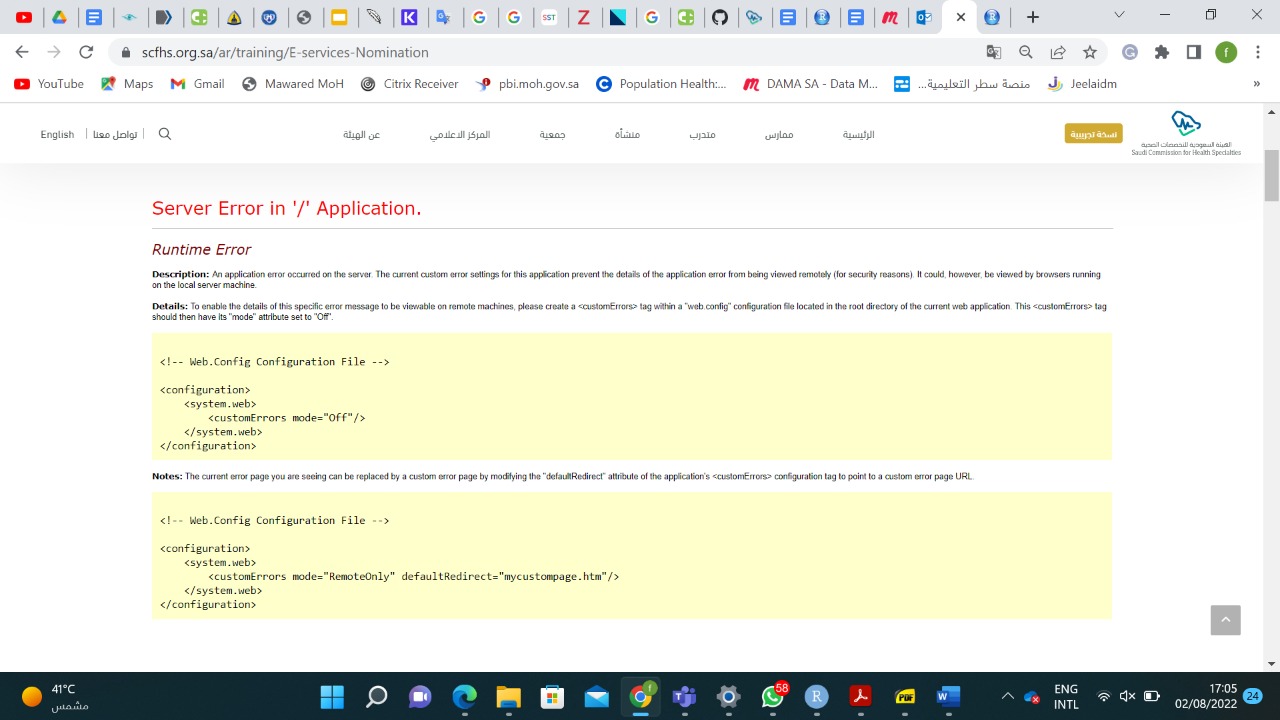 SST
scfhs.org.sa/ar/training/E-services-Nomination
f
YouTube
Maps
Gmail
Mawared MoH
Citrix Receiver
pbi.moh.gov.sa
Population Health:...
DAMA SA - Data M...
منصة سطر التعليمية...
Jeelaidm
»
English
تواصل معنا
عن الهيئة
المركز الاعلامي
جمعية
منشأة
متدرب
ممارس
الرئيسية
نسخة تجريبية
الهيئة السعودية للتخصصات الصحية
Saudi Commission for Health Specialties
Server Error in '/' Application.
Runtime Error
Description: An application error occurred on the server. The current custom error settings for this application prevent the details of the application error from being viewed remotely (for security reasons). It could, however, be viewed by browsers running
on the local server machine.
Details: To enable the details of this specific error message to be viewable on remote machines, please create a <customErrors> tag within a "web.config" configuration file located in the root directory of the current web application. This <customErrors> tag
should then have its "mode" attribute set to "Off".
<!-- Web.Config Configuration File -->
<configuration>
<system.web>
<customErrors mode="Off"/>
</system.web>
</configuration>
Notes: The current error page you are seeing can be replaced by a custom error page by modifying the "defaultRedirect" attribute of the application's <customErrors> configuration tag to point to a custom error page URL.
<!-- Web.Config Configuration File -->
<configuration>
<system.web>
<customErrors mode="RemoteOnly" defaultRedirect="mycustompage.htm"/>
</system.web>
</configuration>
41°C
مشمس
58
PDF
ENG
INTL
17:05
02/08/2022
24